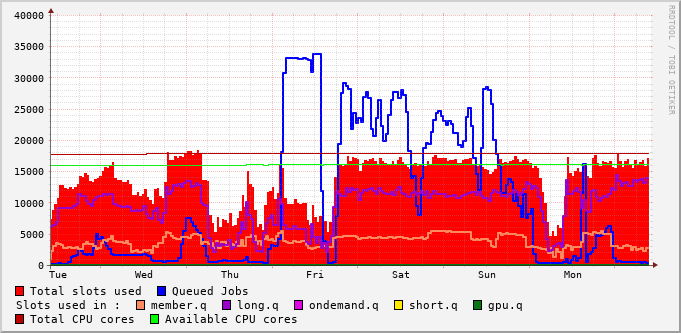 RRDTOOL / TOBI OETIKER
40000
35000
30000
25000
20000
15000
10000
5000
0
Tue Wed Thu Fri Sat Sun Mon
Total slots used Queued Jobs
Slots used in : member.q long.q ondemand.q short.q gpu.q
Total CPU cores Available CPU cores